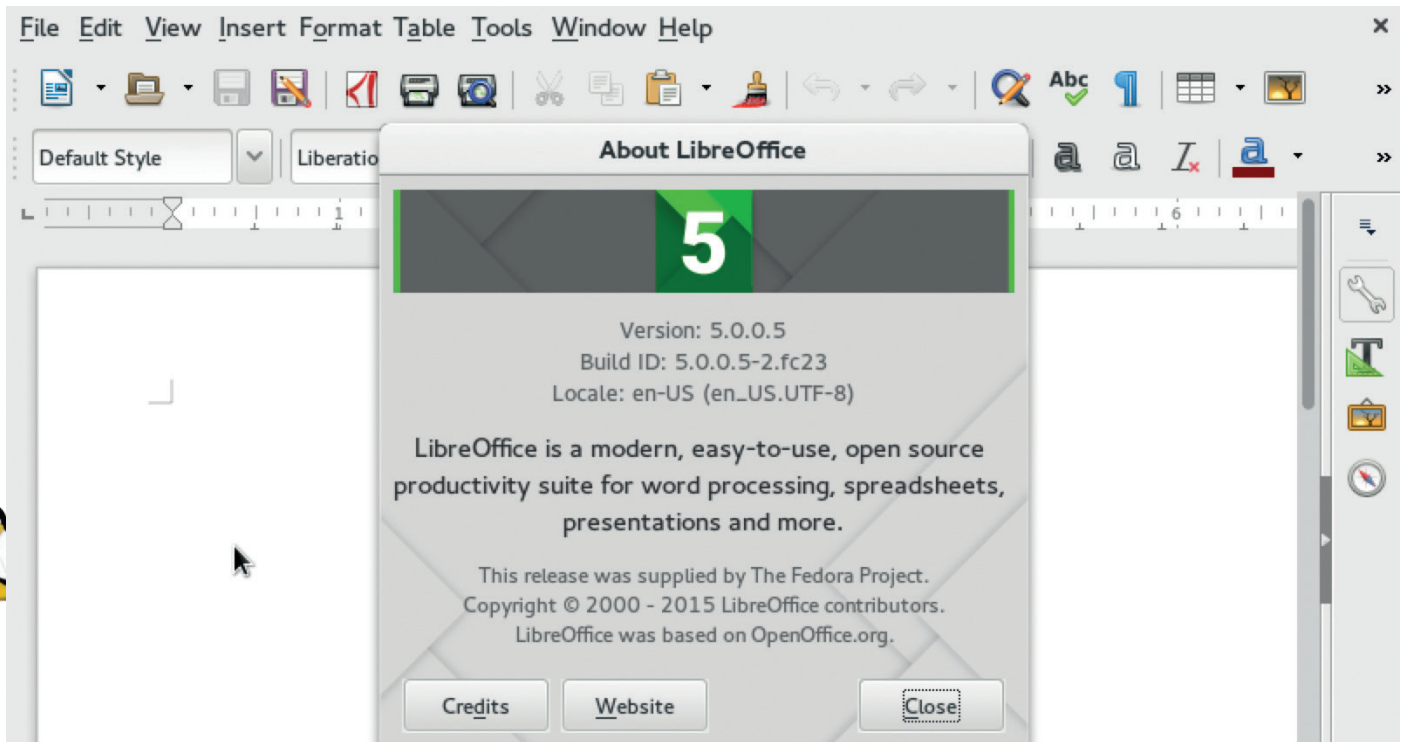 File Edit View Insert Format Table Tools Window Help
Abc
Default Style Liberatio
a a I
a
1 6
About LibreOffice
5
Version: 5.0.0.5
Build ID: 5.0.0.5-2.fc23
Locale: en-US (en_US.UTF-8)
LibreOffice is a modern, easy-to-use, open source
productivity suite for word processing, spreadsheets,
presentations and more.
This release was supplied by The Fedora Project.
Copyright © 2000 - 2015 LibreOffice contributors.
LibreOffice was based on OpenOffice.org.
Credits Website Close